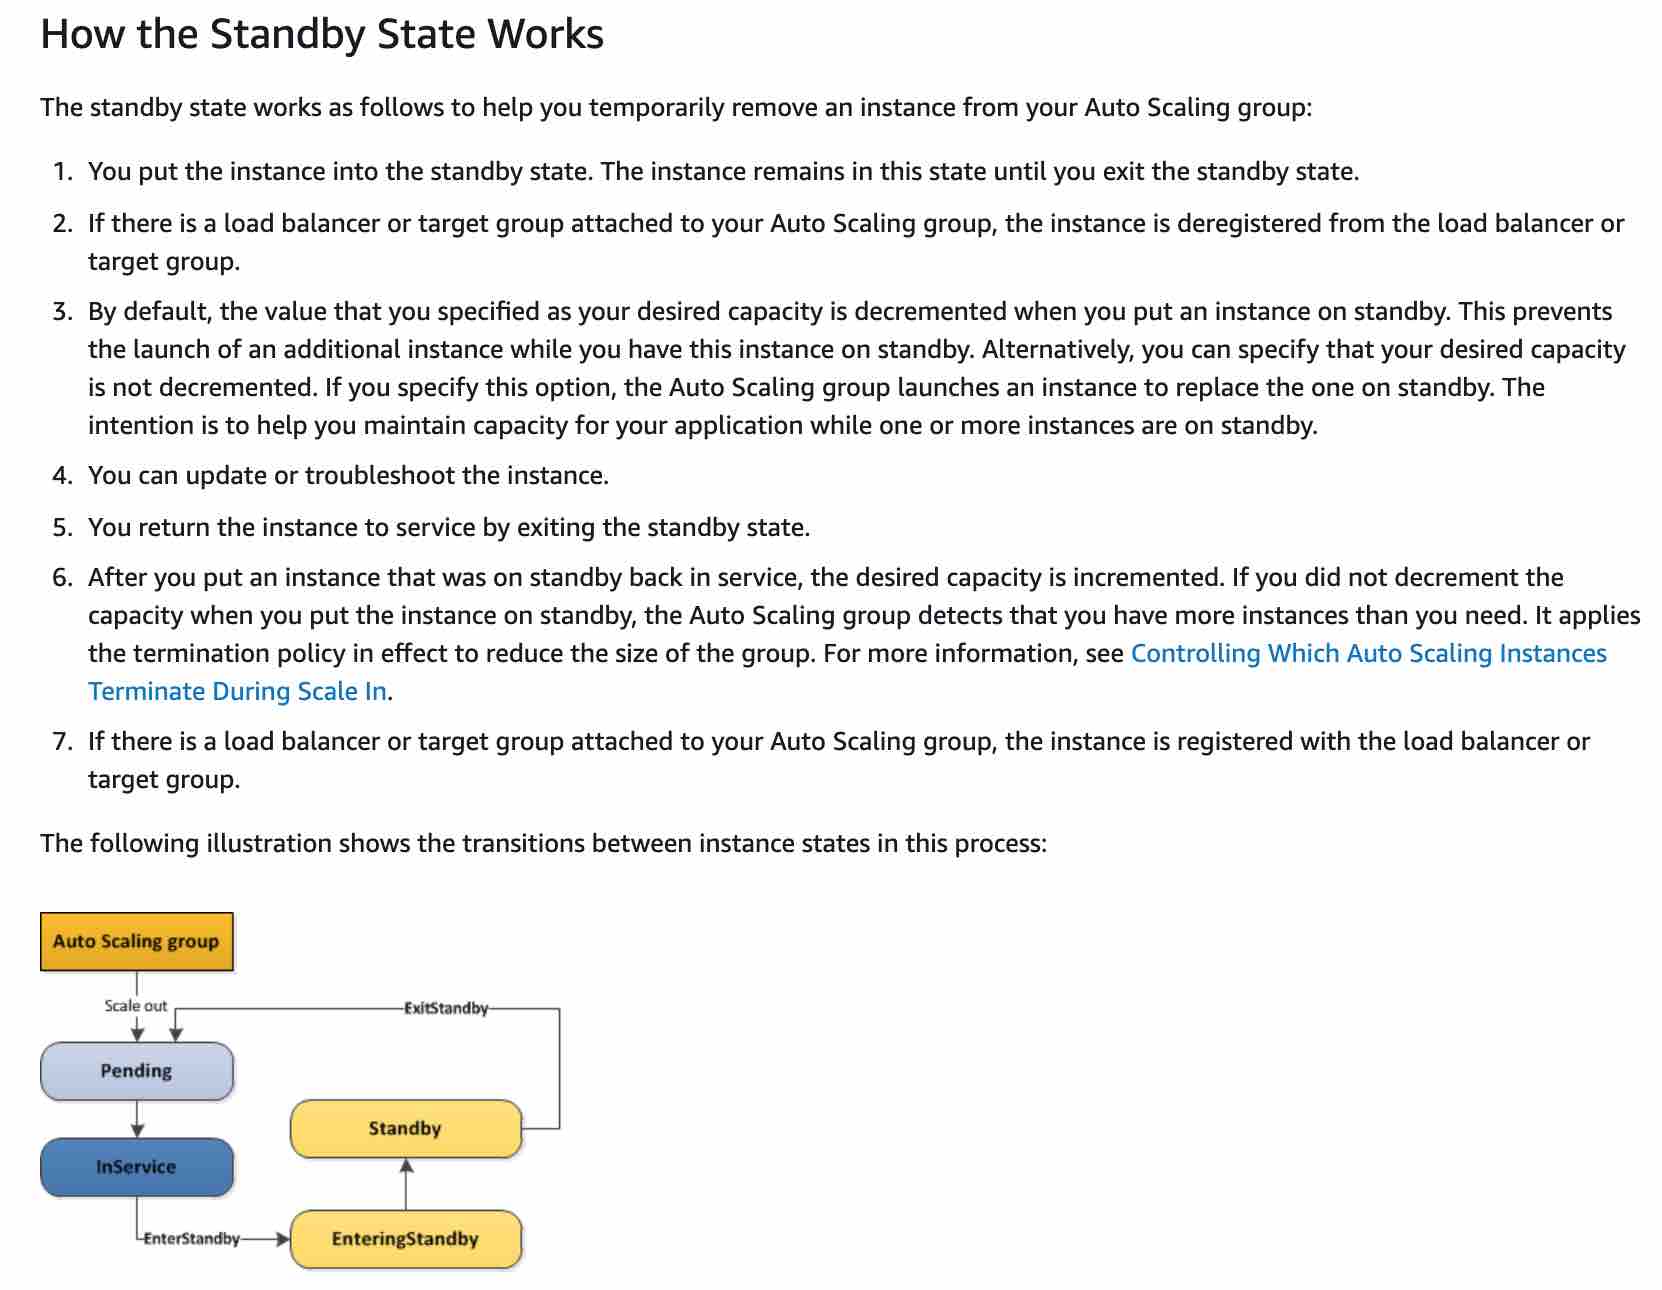 How the Standby State Works
The standby state works as follows to help you temporarily remove an instance from your Auto Scaling group:
1. You put the instance into the standby state. The instance remains in this state until you exit the standby state.
2. If there is a load balancer or target group attached to your Auto Scaling group, the instance is deregistered from the load balancer or
target group.
3. By default, the value that you specified as your desired capacity is decremented when you put an instance on standby. This prevents
the launch of an additional instance while you have this instance on standby. Alternatively, you can specify that your desired capacity
is not decremented. If you specify this option, the Auto Scaling group launches an instance to replace the one on standby. The
intention is to help you maintain capacity for your application while one or more instances are on standby.
4. You can update or troubleshoot the instance.
5. You return the instance to service by exiting the standby state.
6. After you put an instance that was on standby back in service, the desired capacity is incremented. If you did not decrement the
capacity when you put the instance on standby, the Auto Scaling group detects that you have more instances than you need. It applies
the termination policy in effect to reduce the size of the group. For more information, see Controlling Which Auto Scaling Instances
Terminate During Scale In.
7. If there is a load balancer or target group attached to your Auto Scaling group, the instance is registered with the load balancer or
target group.
The following illustration shows the transitions between instance states in this process:
Auto Scaling group
Scale out
ExitStandby
Pending
Standby
InService
EnterStandby
EnteringStandby